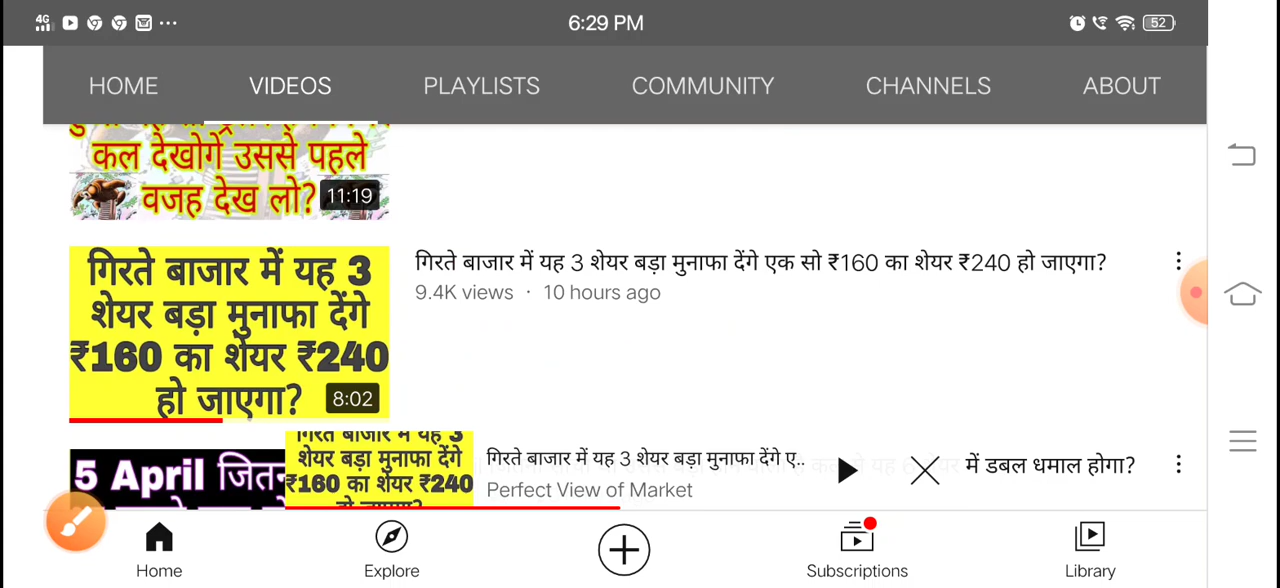 4G 6:29 PM 52
HOME VIDEOS PLAYLISTS COMMUNITY CHANNELS ABOUT
कल देखोगें उससे पहले
वजह देख लो?
11:19
गिरते बाजार में यह 3
शेयर बड़ा मुनाफा देंगे
₹160 का शेयर ₹240
हो जाएगा?
8:02
गिरते बाजार में यह 3 शेयर बड़ा मुनाफा देंगे एक सो ₹160 का शेयर ₹240 हो जाएगा?
9.4K views · 10 hours ago
5 April
गिरते बाजार में यह 3
शेयर बड़ा मुनाफा देंगे
₹160 का शेयर ₹240
गिरते बाजार में यह 3 शेयर बड़ा मुनाफा देंगे ए..
Perfect View of Market
में डबल धमाल होगा?
Home Explore Subscriptions Library